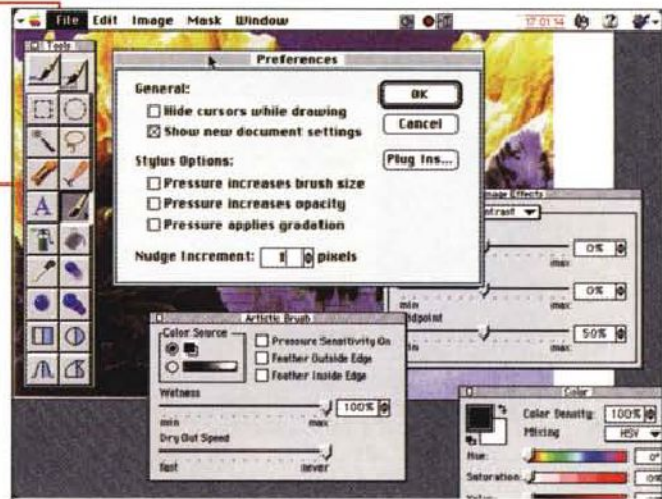 File Edit Image Mask Window
17:01:14
Tools
Preferences
General:
Hide cursors while drawing
Show new document settings
OK
Cancel
Plug Ins...
Stylus Options:
Pressure increases brush size
Pressure increases opacity
Pressure applies gradation
Nudge Increment: 1 pixels
A
Image Effects
0%
max
0%
min max
50%
max
Artistic Brush
Color Source
Pressure Sensitivity On
Feather Outside Edge
Feather Inside Edge
Wetness
100%
min max
Dry Out Speed
fast never
Color
Color Density: 100%
Mixing HSV
Hue: 0°
Saturation: 0%